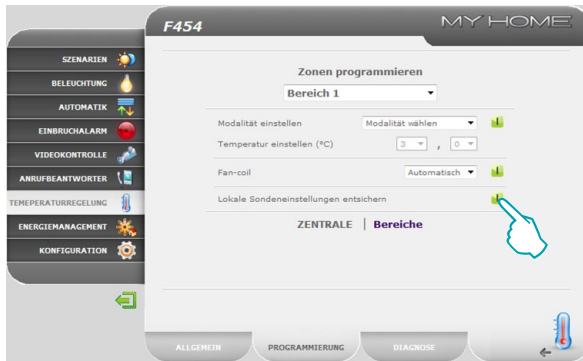 F454
MY HOME
SZENARIEN
BELEUCHTUNG
AUTOMATIK
EINBRUCHALARM
VIDEOKONTROLLE
ANRUFBEANTWORTER
TEMEPERATURREGELUNG
ENERGIEMANAGEMENT
KONFIGURATION
Zonen programmieren
Bereich 1
Modalität einstellen Modalität wählen
Temperatur einstellen (°C) 3 , 0
Fan-coil Automatisch
Lokale Sondeneinstellungen entsichern
ZENTRALE | Bereiche
ALLGEMEIN PROGRAMMIERUNG DIAGNOSE